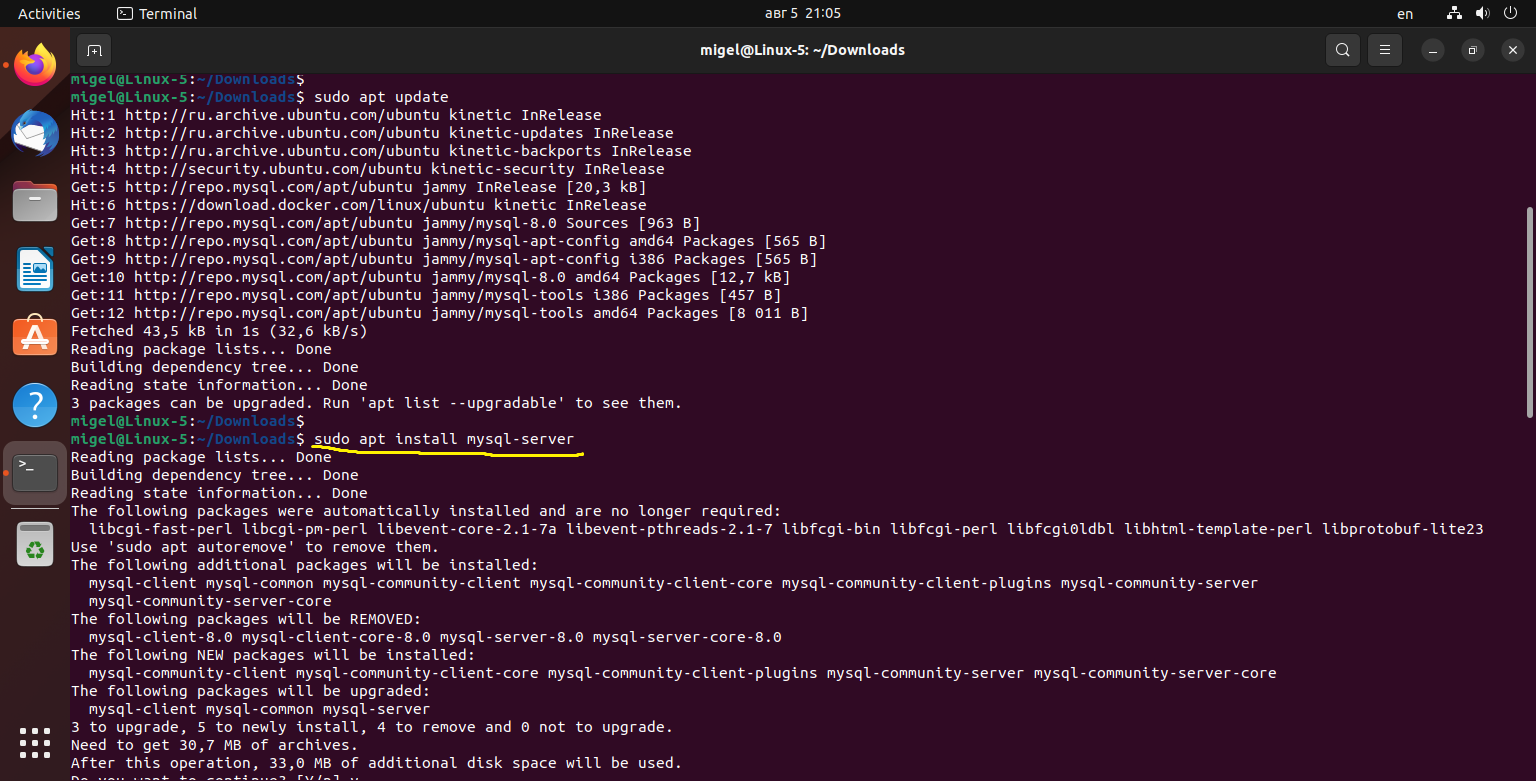 Activities
Terminal
авг 5 21:05
en
migel@Linux-5: ~/Downloads
migel@Linux-5:~/Downloads$
migel@Linux-5:~/Downloads$ sudo apt update
Hit:1 http://ru.archive.ubuntu.com/ubuntu kinetic InRelease
Hit:2 http://ru.archive.ubuntu.com/ubuntu kinetic-updates InRelease
Hit:3 http://ru.archive.ubuntu.com/ubuntu kinetic-backports InRelease
Hit:4 http://security.ubuntu.com/ubuntu kinetic-security InRelease
Get:5 http://repo.mysql.com/apt/ubuntu jammy InRelease [20,3 kB]
Hit:6 https://download.docker.com/linux/ubuntu kinetic InRelease
Get:7 http://repo.mysql.com/apt/ubuntu jammy/mysql-8.0 Sources [963 B]
Get:8 http://repo.mysql.com/apt/ubuntu jammy/mysql-apt-config amd64 Packages [565 B]
Get:9 http://repo.mysql.com/apt/ubuntu jammy/mysql-apt-config i386 Packages [565 B]
Get:10 http://repo.mysql.com/apt/ubuntu jammy/mysql-8.0 amd64 Packages [12,7 kB]
Get:11 http://repo.mysql.com/apt/ubuntu jammy/mysql-tools i386 Packages [457 B]
Get:12 http://repo.mysql.com/apt/ubuntu jammy/mysql-tools amd64 Packages [8 011 B]
Fetched 43,5 kB in 1s (32,6 kB/s)
Reading package lists... Done
Building dependency tree... Done
Reading state information... Done
3 packages can be upgraded. Run 'apt list --upgradable' to see them.
migel@Linux-5:~/Downloads$
migel@Linux-5:~/Downloads$ sudo apt install mysql-server
Reading package lists... Done
Building dependency tree... Done
Reading state information... Done
The following packages were automatically installed and are no longer required:
libcgi-fast-perl libcgi-pm-perl libevent-core-2.1-7a libevent-pthreads-2.1-7 libfcgi-bin libfcgi-perl libfcgi0ldbl libhtml-template-perl libprotobuf-lite23
Use 'sudo apt autoremove' to remove them.
The following additional packages will be installed:
mysql-client mysql-common mysql-community-client mysql-community-client-core mysql-community-client-plugins mysql-community-server
mysql-community-server-core
The following packages will be REMOVED:
mysql-client-8.0 mysql-client-core-8.0 mysql-server-8.0 mysql-server-core-8.0
The following NEW packages will be installed:
mysql-community-client mysql-community-client-core mysql-community-client-plugins mysql-community-server mysql-community-server-core
The following packages will be upgraded:
mysql-client mysql-common mysql-server
3 to upgrade, 5 to newly install, 4 to remove and 0 not to upgrade.
Need to get 30,7 MB of archives.
After this operation, 33,0 MB of additional disk space will be used.
Do you want to continue? [Y/n] y